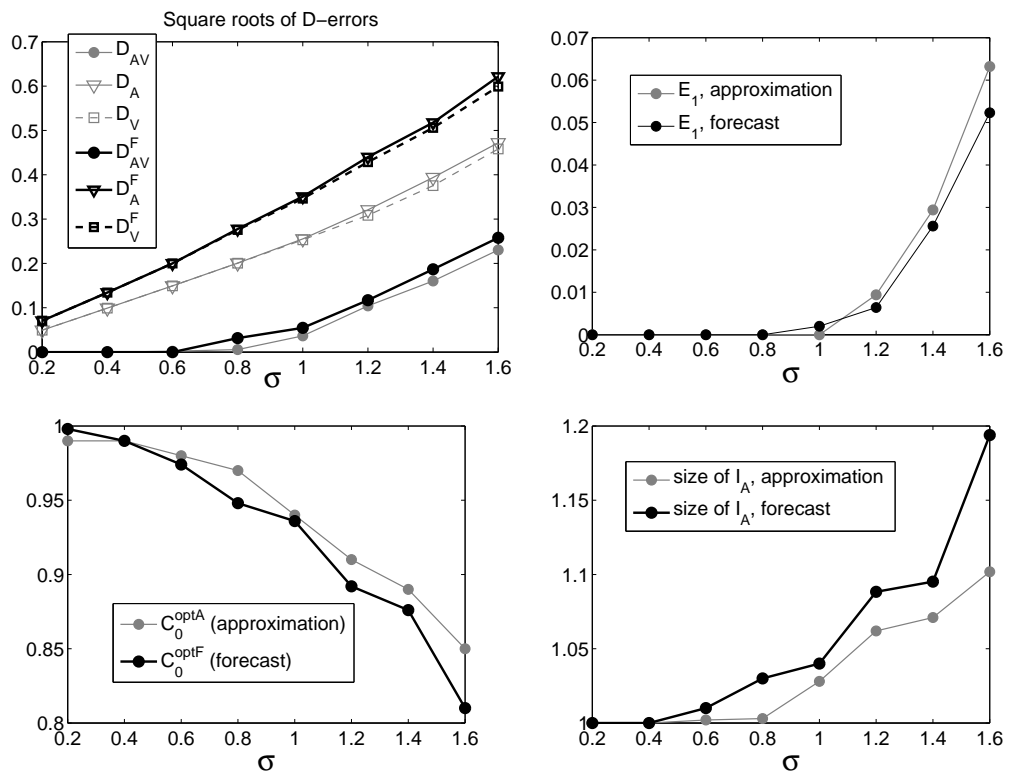 Square roots of D−errors
0.7
0.6
0.5
0.4
0.3
0.2
0.1
0
D_AV
D_A
D_V
D^F_AV
D^F_A
D^F_V
0.2 0.4 0.6 0.8 1 1.2 1.4 1.6
σ
0.07
0.06
0.05
0.04
0.03
0.02
0.01
0
E_1, approximation
E_1, forecast
0.2 0.4 0.6 0.8 1 1.2 1.4 1.6
σ
1
0.95
0.9
0.85
0.8
C_0^optA (approximation)
C_0^optF (forecast)
0.2 0.4 0.6 0.8 1 1.2 1.4 1.6
σ
1.2
1.15
1.1
1.05
1
size of I_A, approximation
size of I_A, forecast
0.2 0.4 0.6 0.8 1 1.2 1.4 1.6
σ